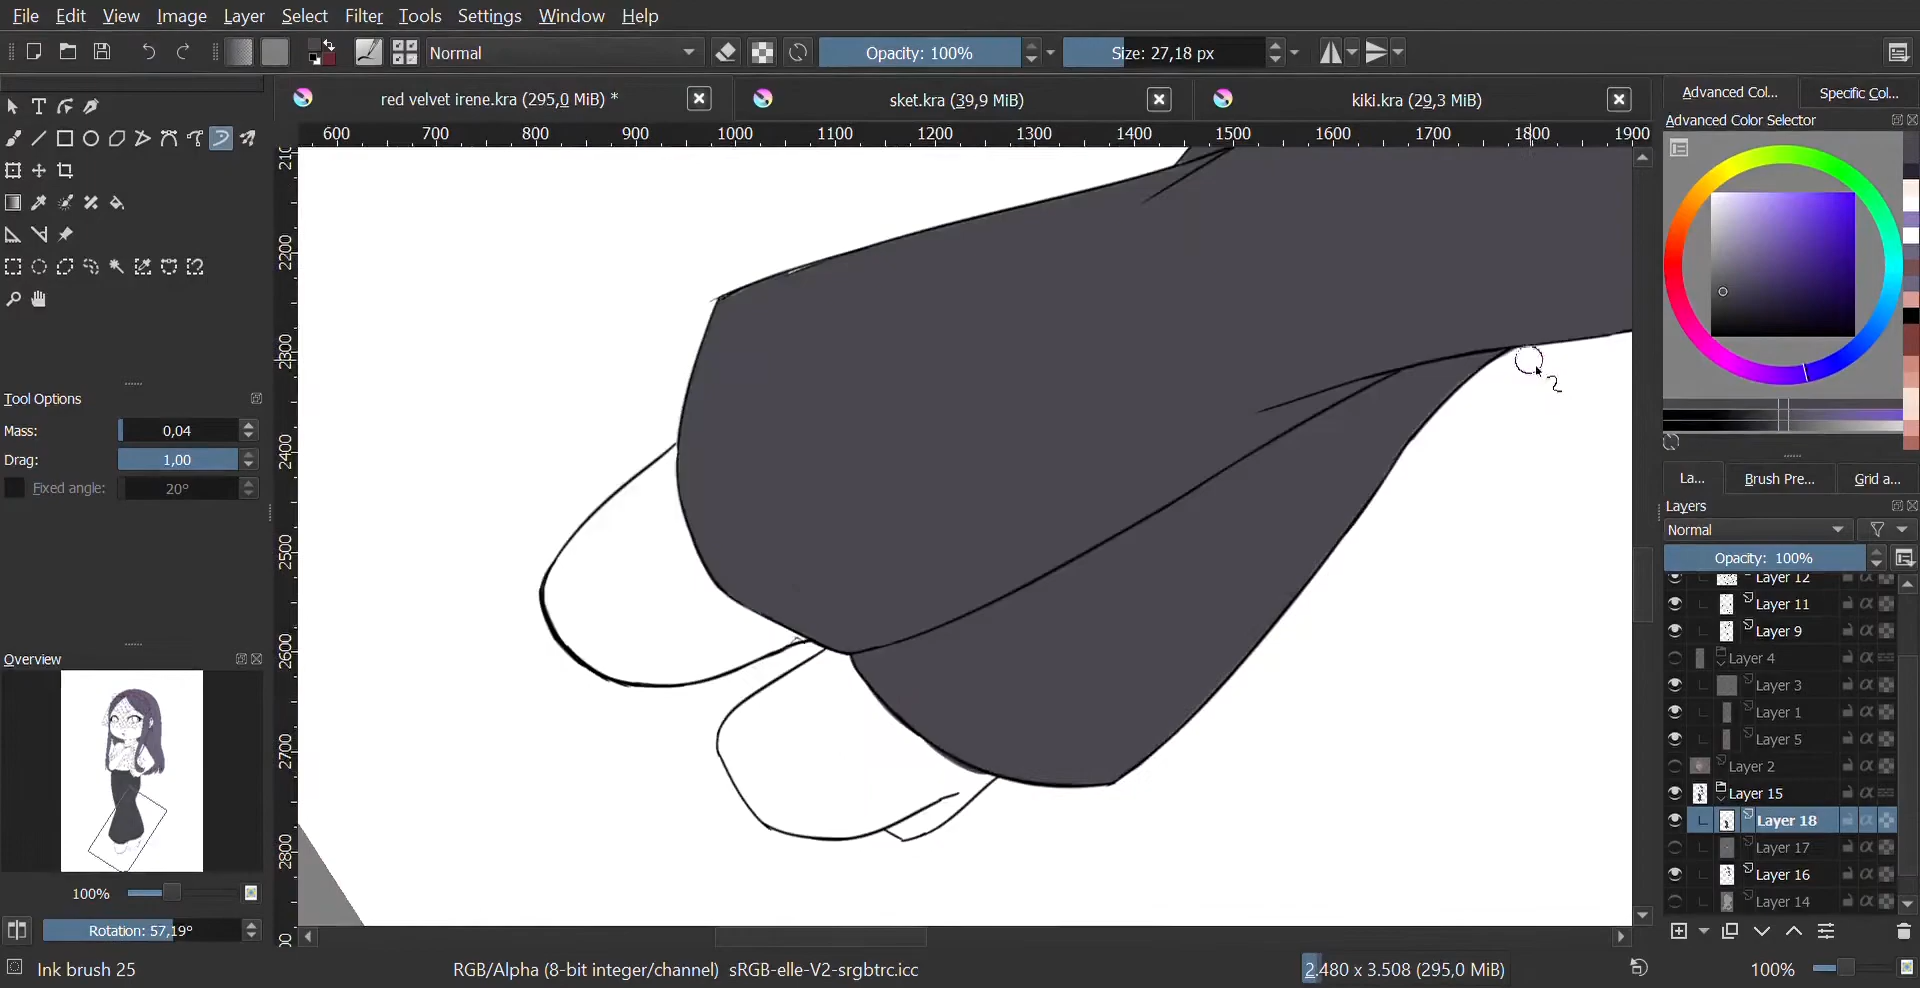 File Edit View Image Layer Select Filter Tools Settings Window Help
Normal Opacity: 100% Size: 27,18 px
red velvet irene.kra (295,0 MiB) * sket.kra (39,9 MiB) kiki.kra (29,3 MiB)
Advanced Col... Specific Col...
Advanced Color Selector
600 700 800 900 1000 1100 1200 1300 1400 1500 1600 1700 1800 1900
2200
2300
2400
2500
2600
2700
2800
Tool Options
Mass: 0,04
Drag: 1,00
Fixed angle: 20°
Overview
100%
Rotation: 57,19°
La... Brush Pre... Grid a...
Layers
Normal
Opacity: 100%
Layer 12
Layer 11
Layer 9
Layer 4
Layer 3
Layer 1
Layer 5
Layer 2
Layer 15
Layer 18
Layer 17
Layer 16
Layer 14
Ink brush 25 RGB/Alpha (8-bit integer/channel) sRGB-elle-V2-srgbtrc.icc 2.480 x 3.508 (295,0 MiB) 100%